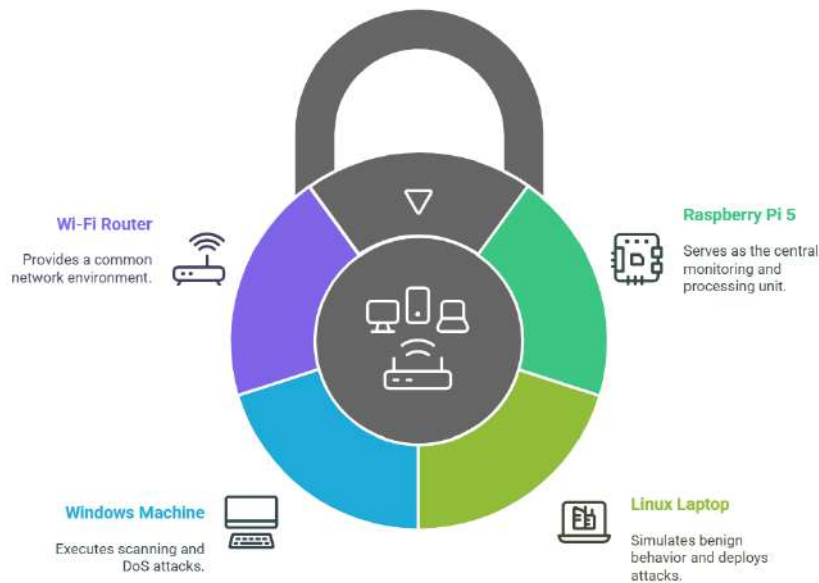 Wi-Fi Router
Provides a common
network environment.
Raspberry Pi 5
Serves as the central
monitoring and
processing unit.
Windows Machine
Executes scanning and
DoS attacks.
Linux Laptop
Simulates benign
behavior and deploys
attacks.